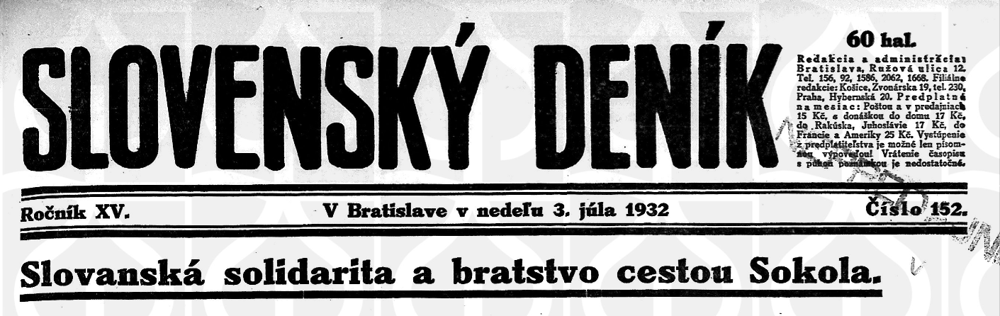 SLOVENSKÝ DENÍK
60 hal.
Redakcia a administrácia:
Bratislava, Ružová ulica 12.
Tel. 156, 92, 1586, 2062, 1668. Filiálne
redakcie: Košice, Zvonárska 19, tel. 230,
Praha, Hybernská 20. Predplatné
na mesiac: Poštou a v predajniach
15 Kč, s donáškou do domu 17 Kč,
do Rakúska, Juhoslávie 17 Kč, do
Francie a Ameriky 25 Kč. Vystúpenie
z predplatiteľstva je možné len písom-
nou výpoveďou! Vrátenie časopisu
s púhou poznámkou je nedostatočné.
Ročník XV.
V Bratislave v nedeľu 3. júla 1932
Číslo 152.
Slovanská solidarita a bratstvo cestou Sokola.